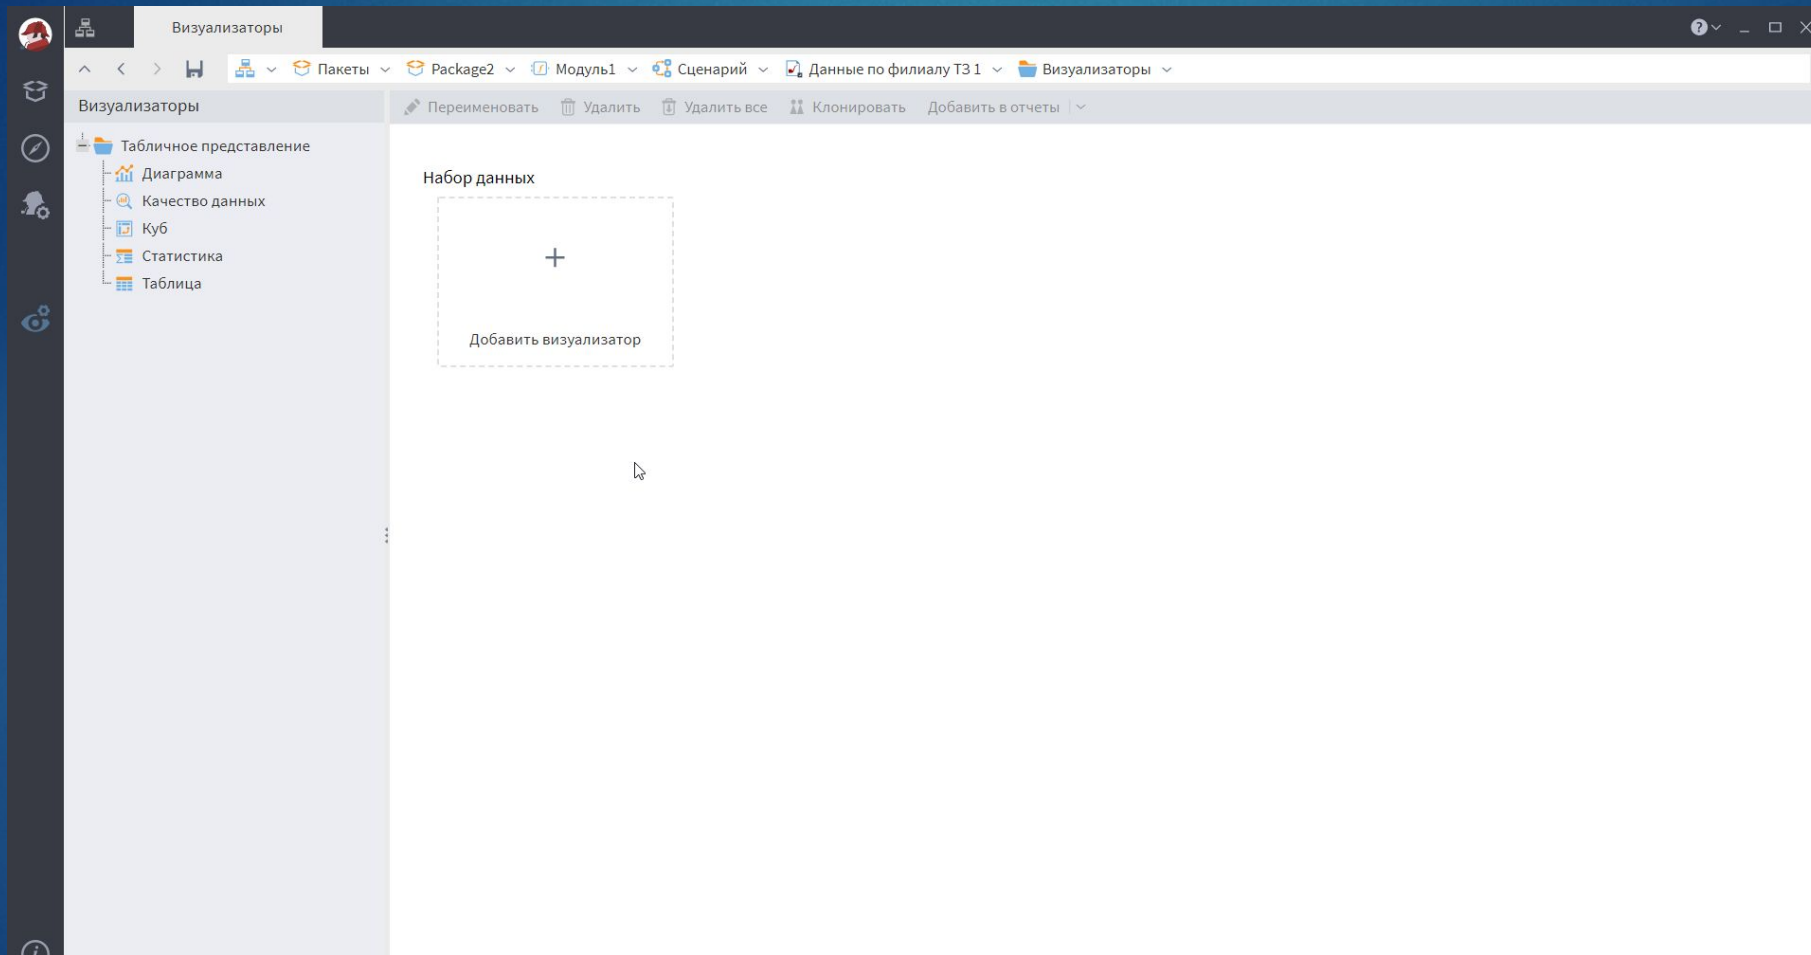 Визуализаторы
Пакеты Package2 Модуль1 Сценарий Данные по филиалу ТЗ 1 Визуализаторы
Визуализаторы
Переименовать Удалить Удалить все Клонировать Добавить в отчеты
Табличное представление
Диаграмма
Качество данных
Куб
Статистика
Таблица
Набор данных
Добавить визуализатор